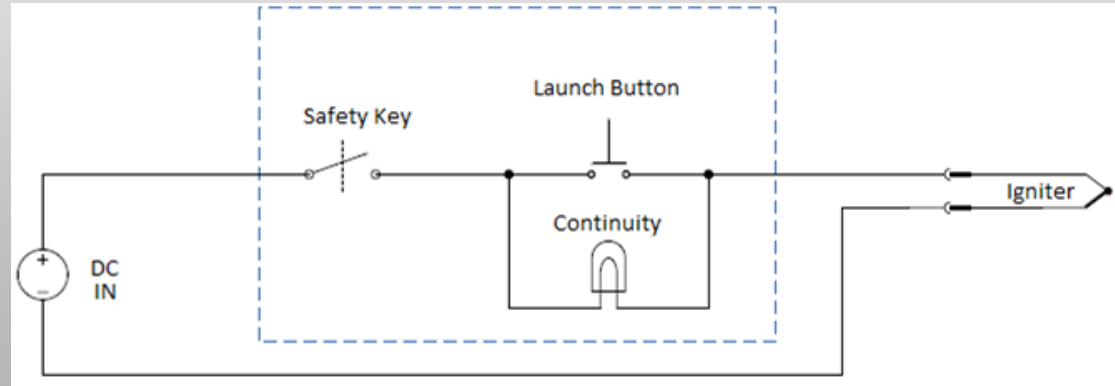 Launch Button
Safety Key
Igniter
Continuity
DC
IN